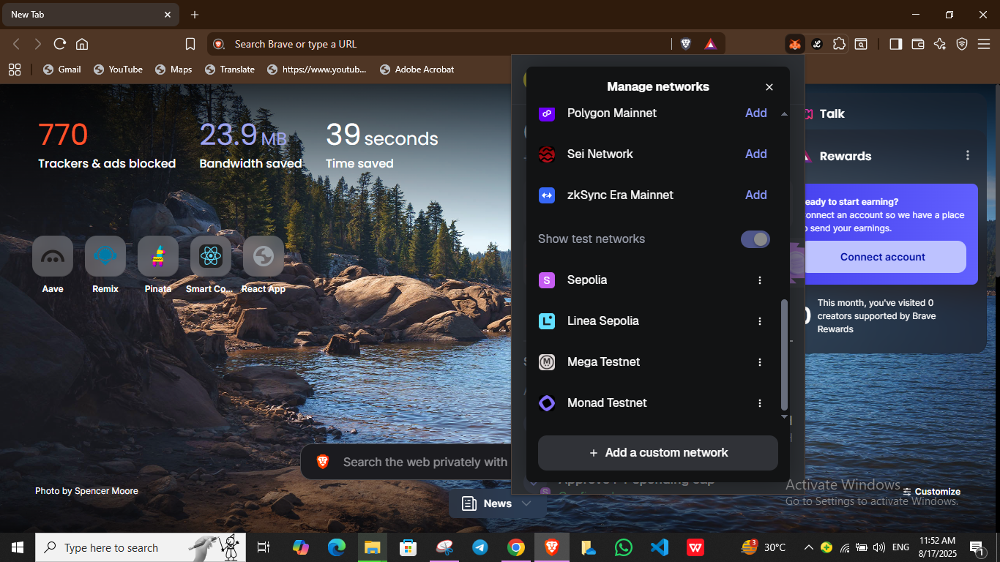 New Tab
Search Brave or type a URL
Gmail
YouTube
Maps
Translate
https://www.youtub...
Adobe Acrobat
770
Trackers & ads blocked
23.9 MB
Bandwidth saved
39 seconds
Time saved
Aave
Remix
Pinata
Smart Co...
React App
Manage networks
Polygon Mainnet
Add
Sei Network
Add
zkSync Era Mainnet
Add
Show test networks
S
Sepolia
L
Linea Sepolia
M
Mega Testnet
Monad Testnet
+ Add a custom network
Talk
Rewards
eady to start earning?
onnect an account so we have a place
send your earnings.
Connect account
This month, you've visited 0
creators supported by Brave
Rewards
Search the web privately with
Photo by Spencer Moore
News
Activate Windows
Go to Settings to activate Windows.
Customize
Type here to search
3
30°C
ENG
11:52 AM
8/17/2025
1